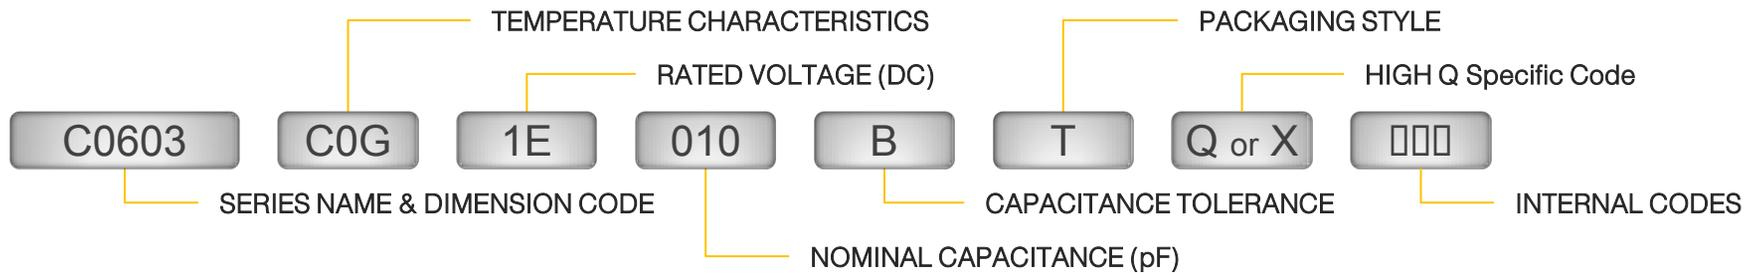 TEMPERATURE CHARACTERISTICS
PACKAGING STYLE
RATED VOLTAGE (DC)
HIGH Q Specific Code
C0603 C0G 1E 010 B T Q or X ▯▯▯
SERIES NAME & DIMENSION CODE
CAPACITANCE TOLERANCE
INTERNAL CODES
NOMINAL CAPACITANCE (pF)